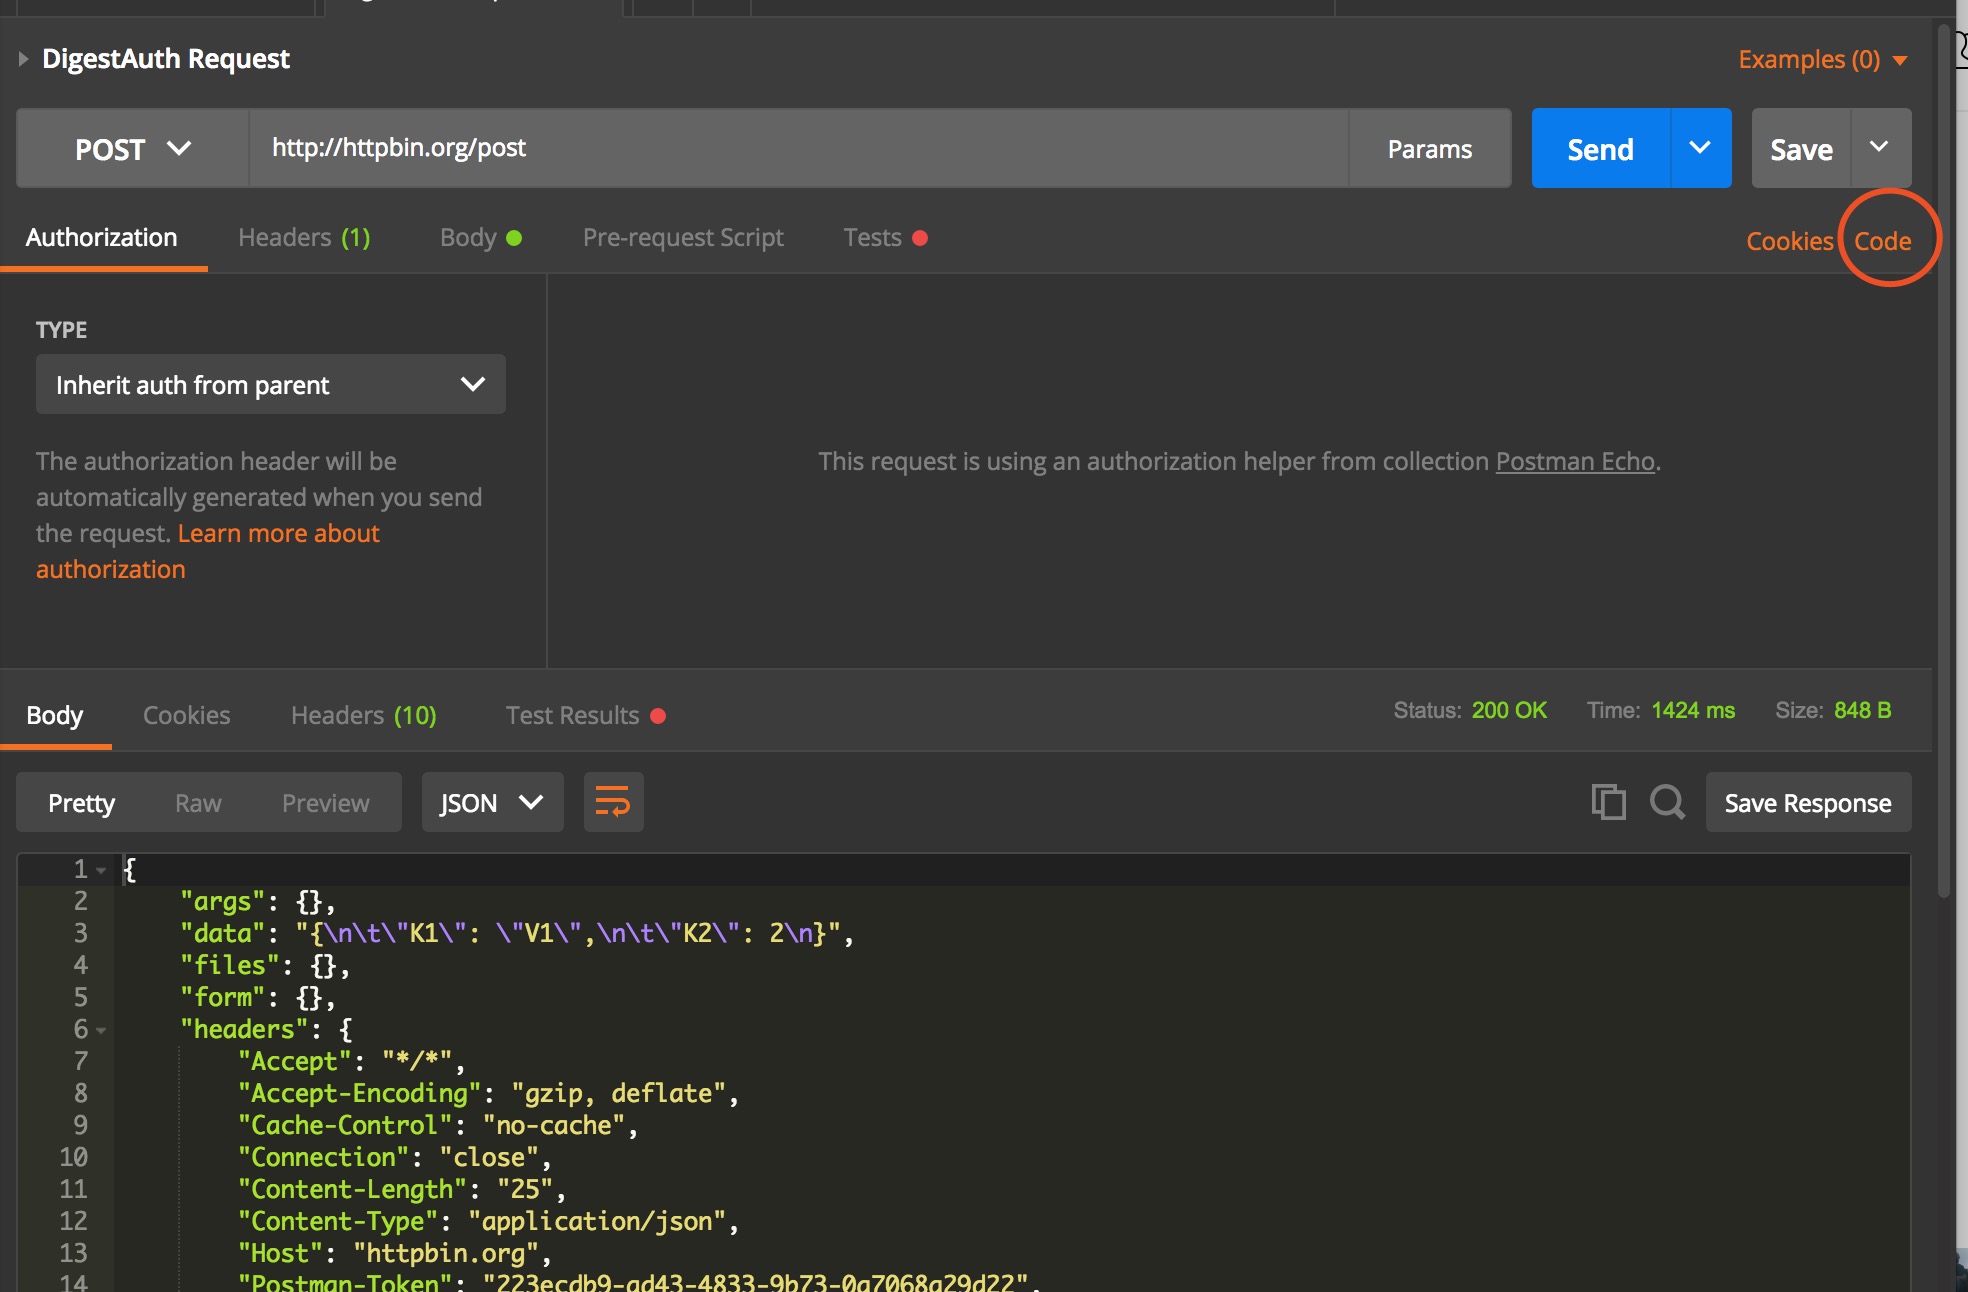 DigestAuth Request
Examples (0)
POST
http://httpbin.org/post
Params
Send
Save
Authorization
Headers (1)
Body
Pre-request Script
Tests
Cookies
Code
TYPE
Inherit auth from parent
The authorization header will be
automatically generated when you send
the request. Learn more about
authorization
This request is using an authorization helper from collection Postman Echo.
Body
Cookies
Headers (10)
Test Results
Status: 200 OK
Time: 1424 ms
Size: 848 B
Pretty
Raw
Preview
JSON
Save Response
1 {
2 "args": {},
3 "data": "{\n\t\"K1\": \"V1\",\n\t\"K2\": 2\n}",
4 "files": {},
5 "form": {},
6 "headers": {
7 "Accept": "*/*",
8 "Accept-Encoding": "gzip, deflate",
9 "Cache-Control": "no-cache",
10 "Connection": "close",
11 "Content-Length": "25",
12 "Content-Type": "application/json",
13 "Host": "httpbin.org",
14 "Postman-Token": "223ecdb9-ad43-4833-9b73-0a7068a29d22",